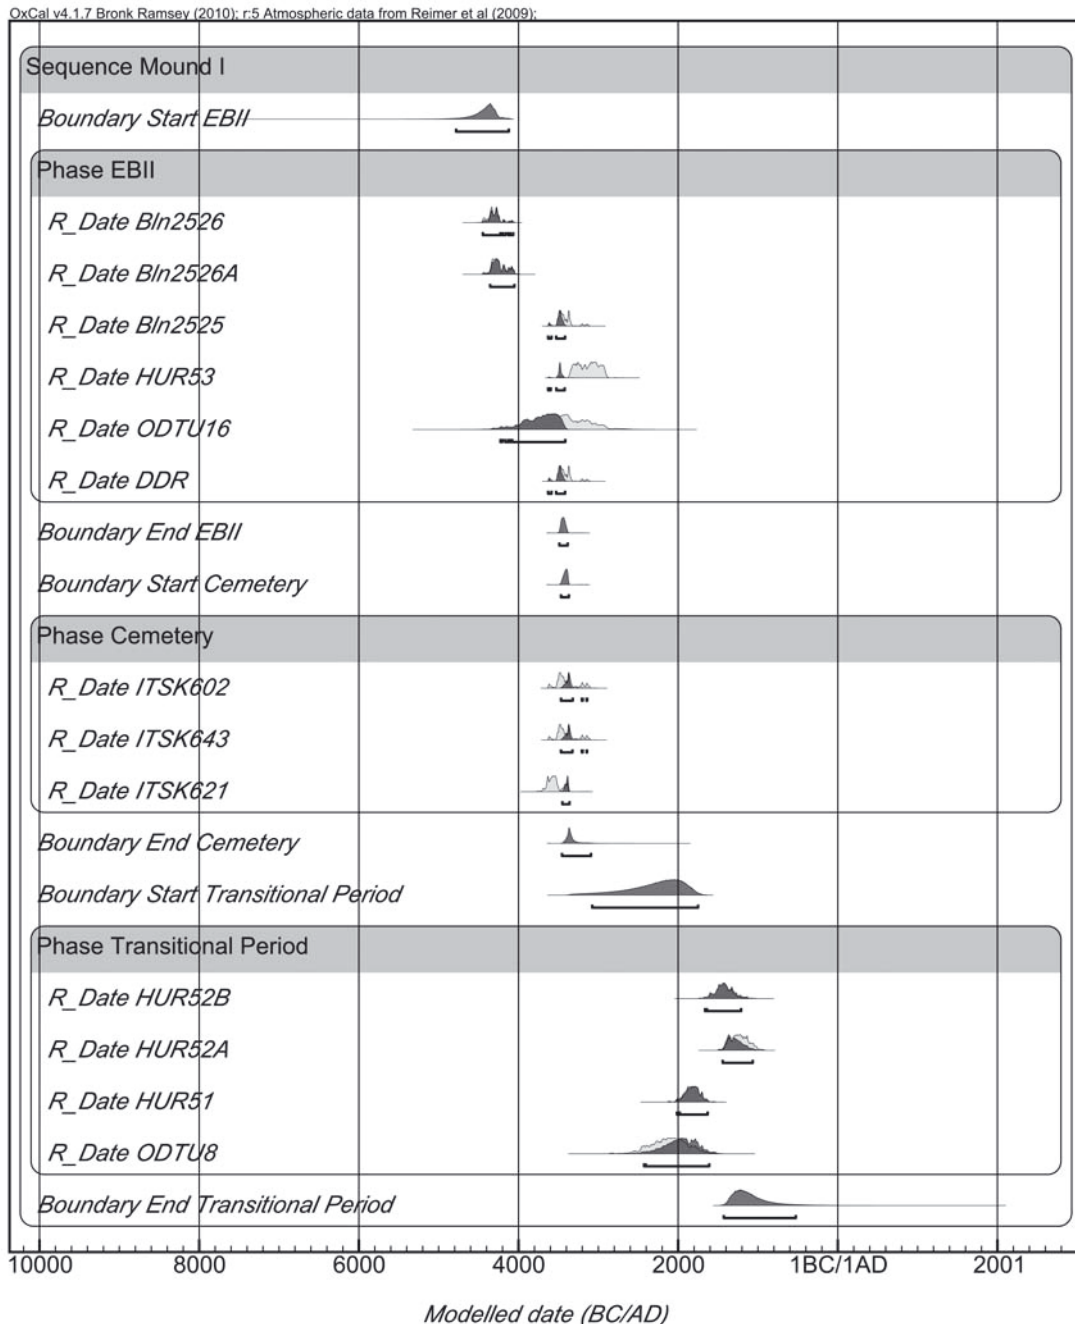 OxCal v4.1.7 Bronk Ramsey (2010); r:5 Atmospheric data from Reimer et al (2009);
Sequence Mound I
Boundary Start EBII
Phase EBII
R_Date Bln2526
R_Date Bln2526A
R_Date Bln2525
R_Date HUR53
R_Date ODTU16
R_Date DDR
Boundary End EBII
Boundary Start Cemetery
Phase Cemetery
R_Date ITSK602
R_Date ITSK643
R_Date ITSK621
Boundary End Cemetery
Boundary Start Transitional Period
Phase Transitional Period
R_Date HUR52B
R_Date HUR52A
R_Date HUR51
R_Date ODTU8
Boundary End Transitional Period
10000 8000 6000 4000 2000 1BC/1AD 2001
Modelled date (BC/AD)